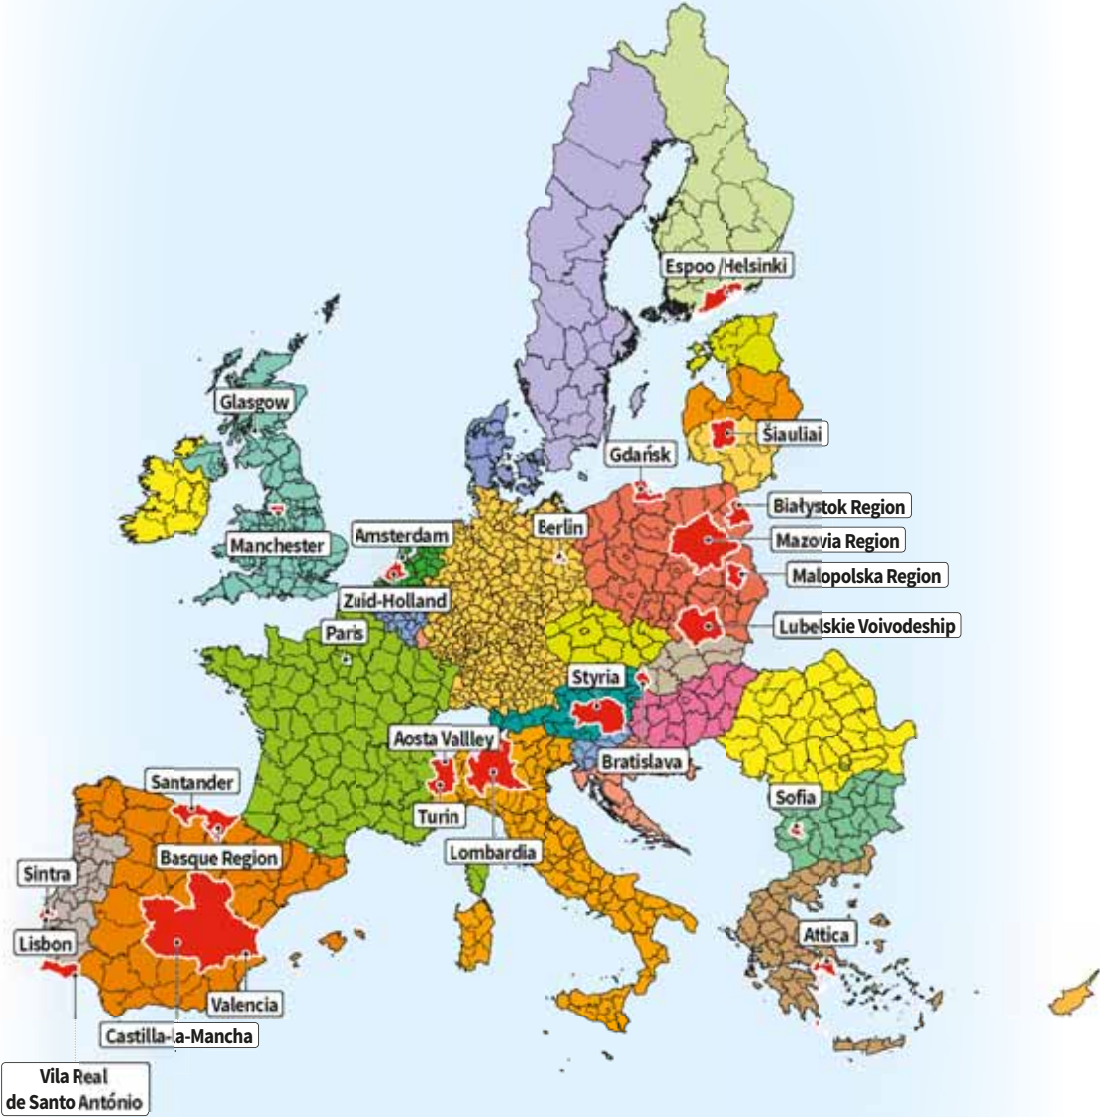 Espoo /Helsinki
Glasgow
Šiauliai
Gdańsk
Białystok Region
Berlin
Amsterdam
Mazovia Region
Manchester
Malopolska Region
Zuid-Holland
Lubelskie Voivodeship
Paris
Styria
Aosta Vallley
Bratislava
Santander
Sofia
Turin
Lombardia
Basque Region
Sintra
Attica
Lisbon
Valencia
Castilla-la-Mancha
Vila Real
de Santo António